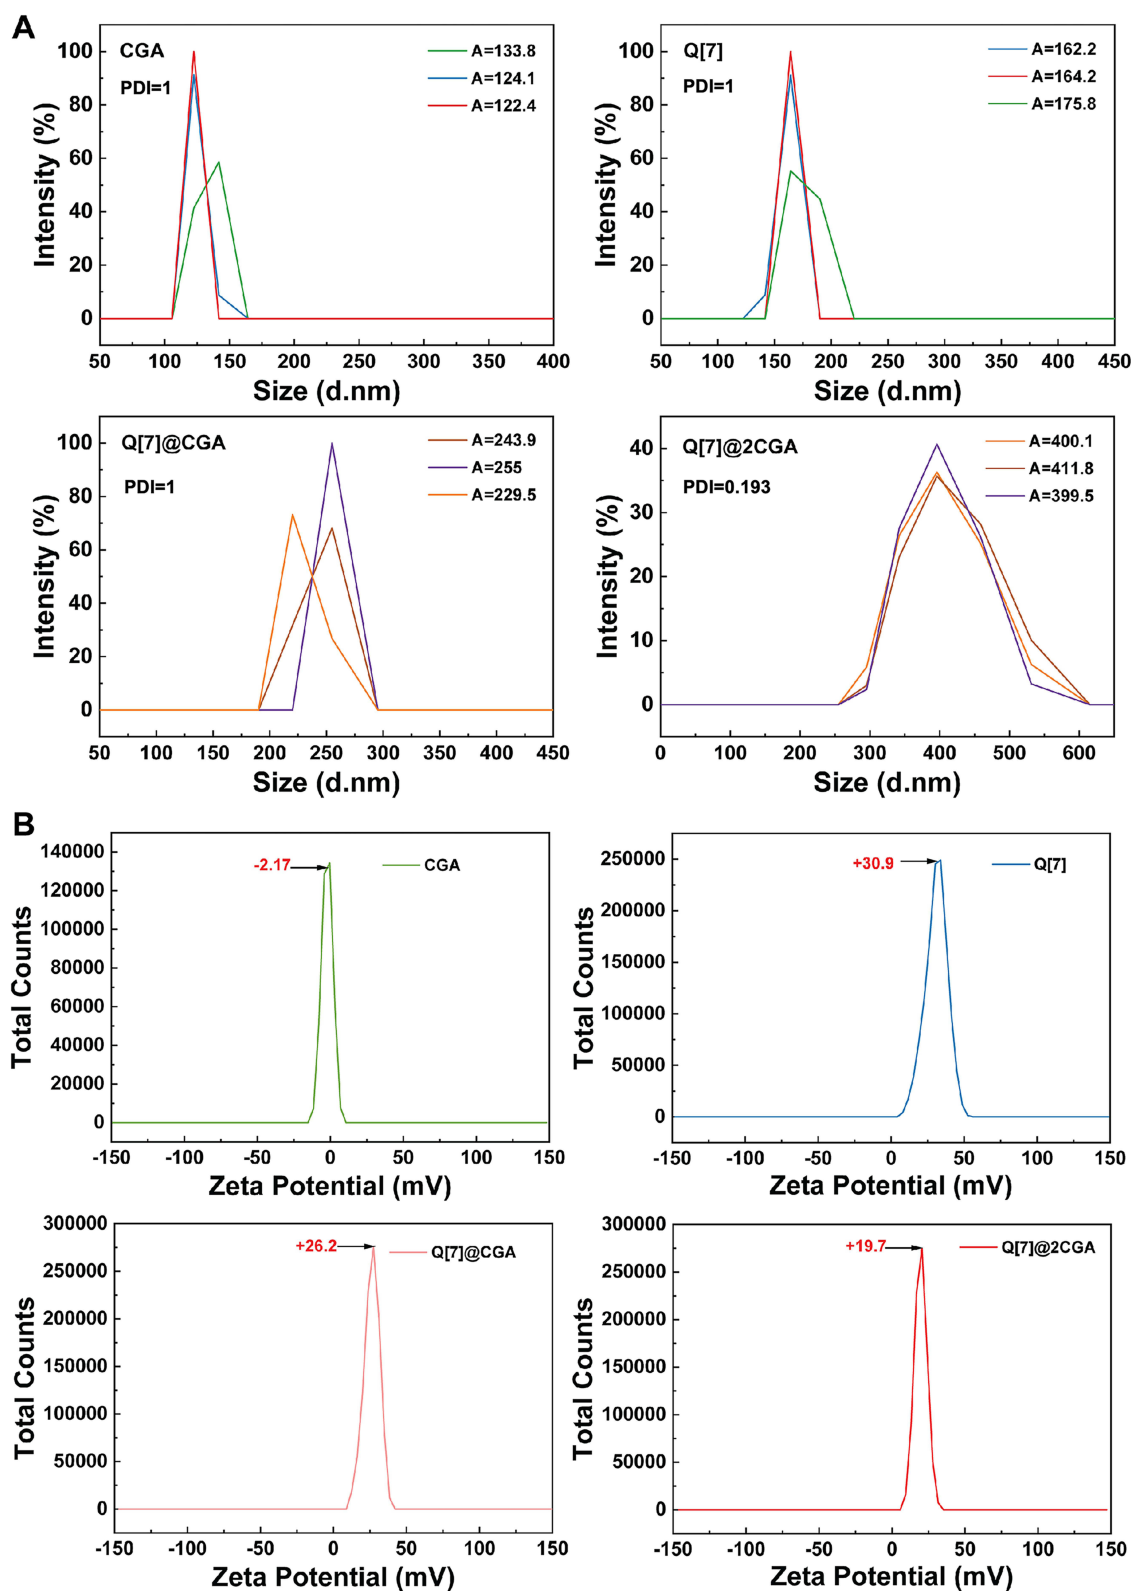 A
CGA
PDI=1
A=133.8
A=124.1
A=122.4
100
80
60
40
20
0
50 100 150 200 250 300 350 400
Size (d.nm)
Intensity (%)
Q[7]
PDI=1
A=162.2
A=164.2
A=175.8
100
80
60
40
20
0
50 100 150 200 250 300 350 400 450
Size (d.nm)
Intensity (%)
Q[7]@CGA
PDI=1
A=243.9
A=255
A=229.5
100
80
60
40
20
0
50 100 150 200 250 300 350 400 450
Size (d.nm)
Intensity (%)
Q[7]@2CGA
PDI=0.193
A=400.1
A=411.8
A=399.5
40
30
20
10
0
0 100 200 300 400 500 600
Size (d.nm)
Intensity (%)
B
-2.17
CGA
140000
120000
100000
80000
60000
40000
20000
0
-150 -100 -50 0 50 100 150
Zeta Potential (mV)
Total Counts
+30.9
Q[7]
250000
200000
150000
100000
50000
0
-150 -100 -50 0 50 100 150
Zeta Potential (mV)
Total Counts
+26.2
Q[7]@CGA
300000
250000
200000
150000
100000
50000
0
-150 -100 -50 0 50 100 150
Zeta Potential (mV)
Total Counts
+19.7
Q[7]@2CGA
300000
250000
200000
150000
100000
50000
0
-150 -100 -50 0 50 100 150
Zeta Potential (mV)
Total Counts